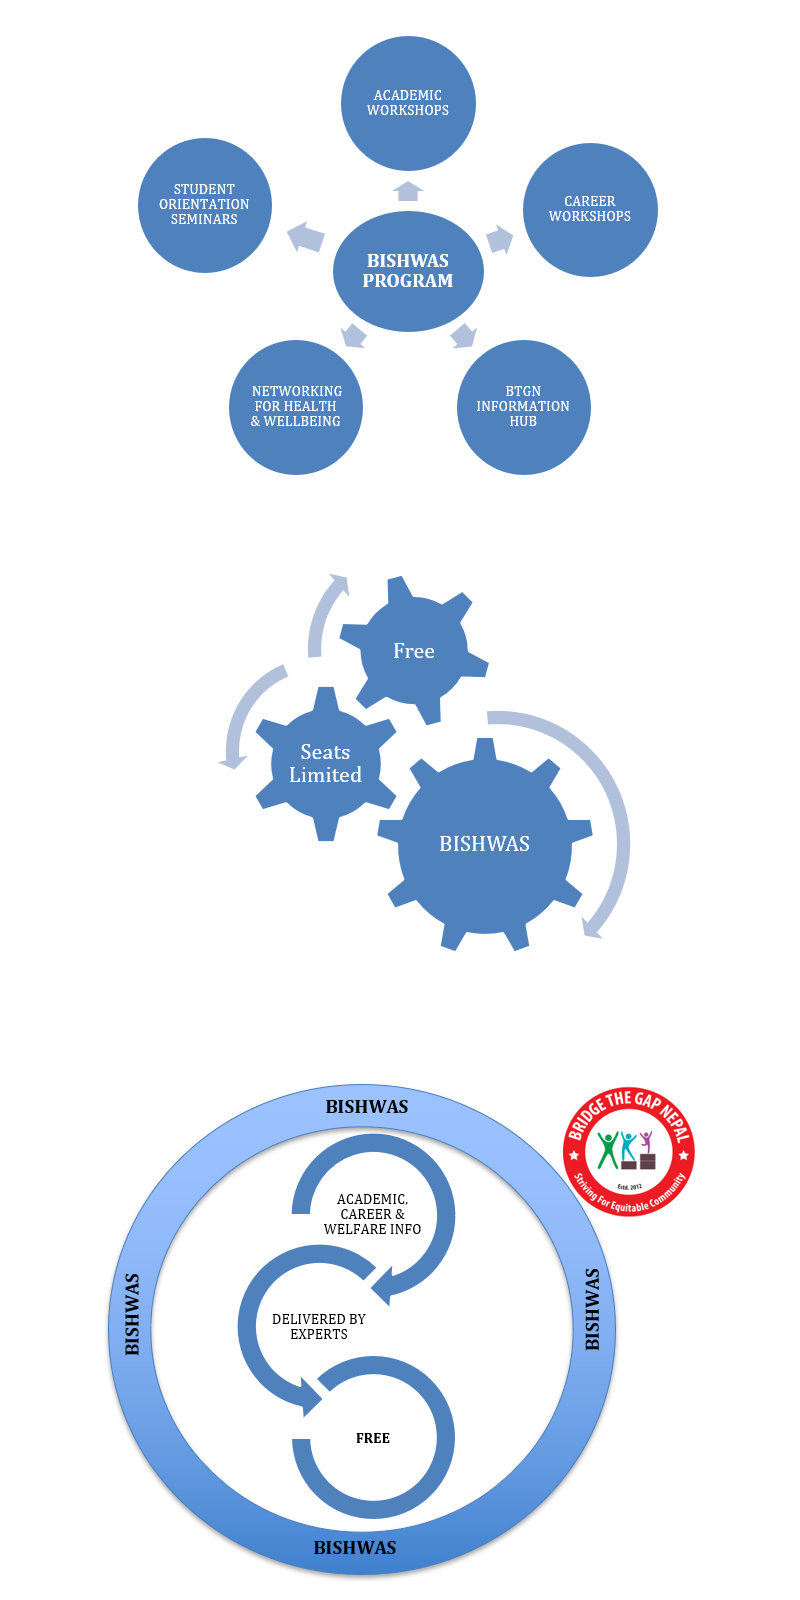 ACADEMIC
WORKSHOPS
STUDENT
ORIENTATION
SEMINARS
CAREER
WORKSHOPS
BISHWAS
PROGRAM
NETWORKING
FOR HEALTH
& WELLBEING
BTGN
INFORMATION
HUB
Free
Seats
Limited
BISHWAS
BISHWAS
BRIDGE THE GAP NEPAL
Estd. 2012
Striving For Equitable Community
ACADEMIC,
CAREER &
WELFARE INFO
BISHWAS
BISHWAS
DELIVERED BY
EXPERTS
FREE
BISHWAS